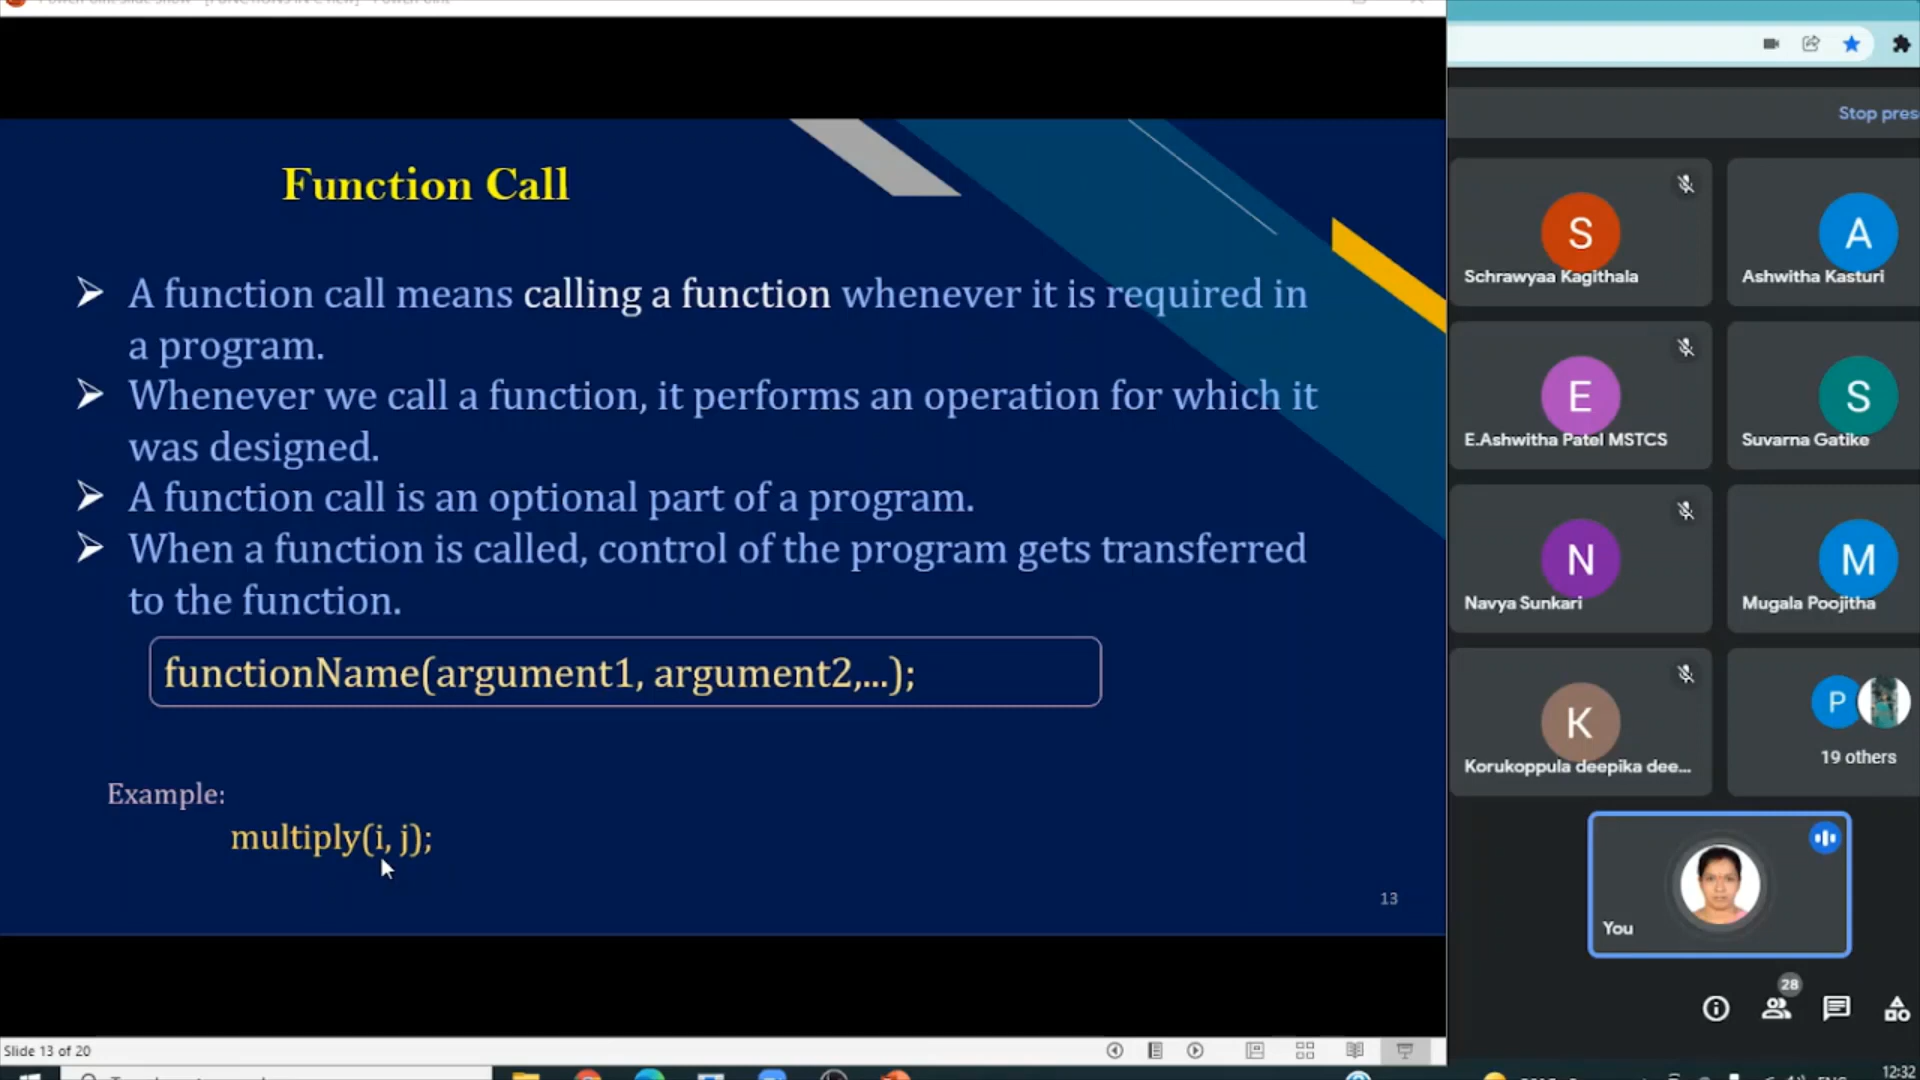 Function Call
A function call means calling a function whenever it is required in
a program.
Whenever we call a function, it performs an operation for which it
was designed.
A function call is an optional part of a program.
When a function is called, control of the program gets transferred
to the function.
functionName(argument1, argument2,...);
Example:
multiply(i, j);
13
Slide 13 of 20
Stop pres
S
Schrawyaa Kagithala
A
Ashwitha Kasturi
E
E.Ashwitha Patel MSTCS
S
Suvarna Gatike
N
Navya Sunkari
M
Mugala Poojitha
K
Korukoppula deepika dee...
P
19 others
You
28
12:32